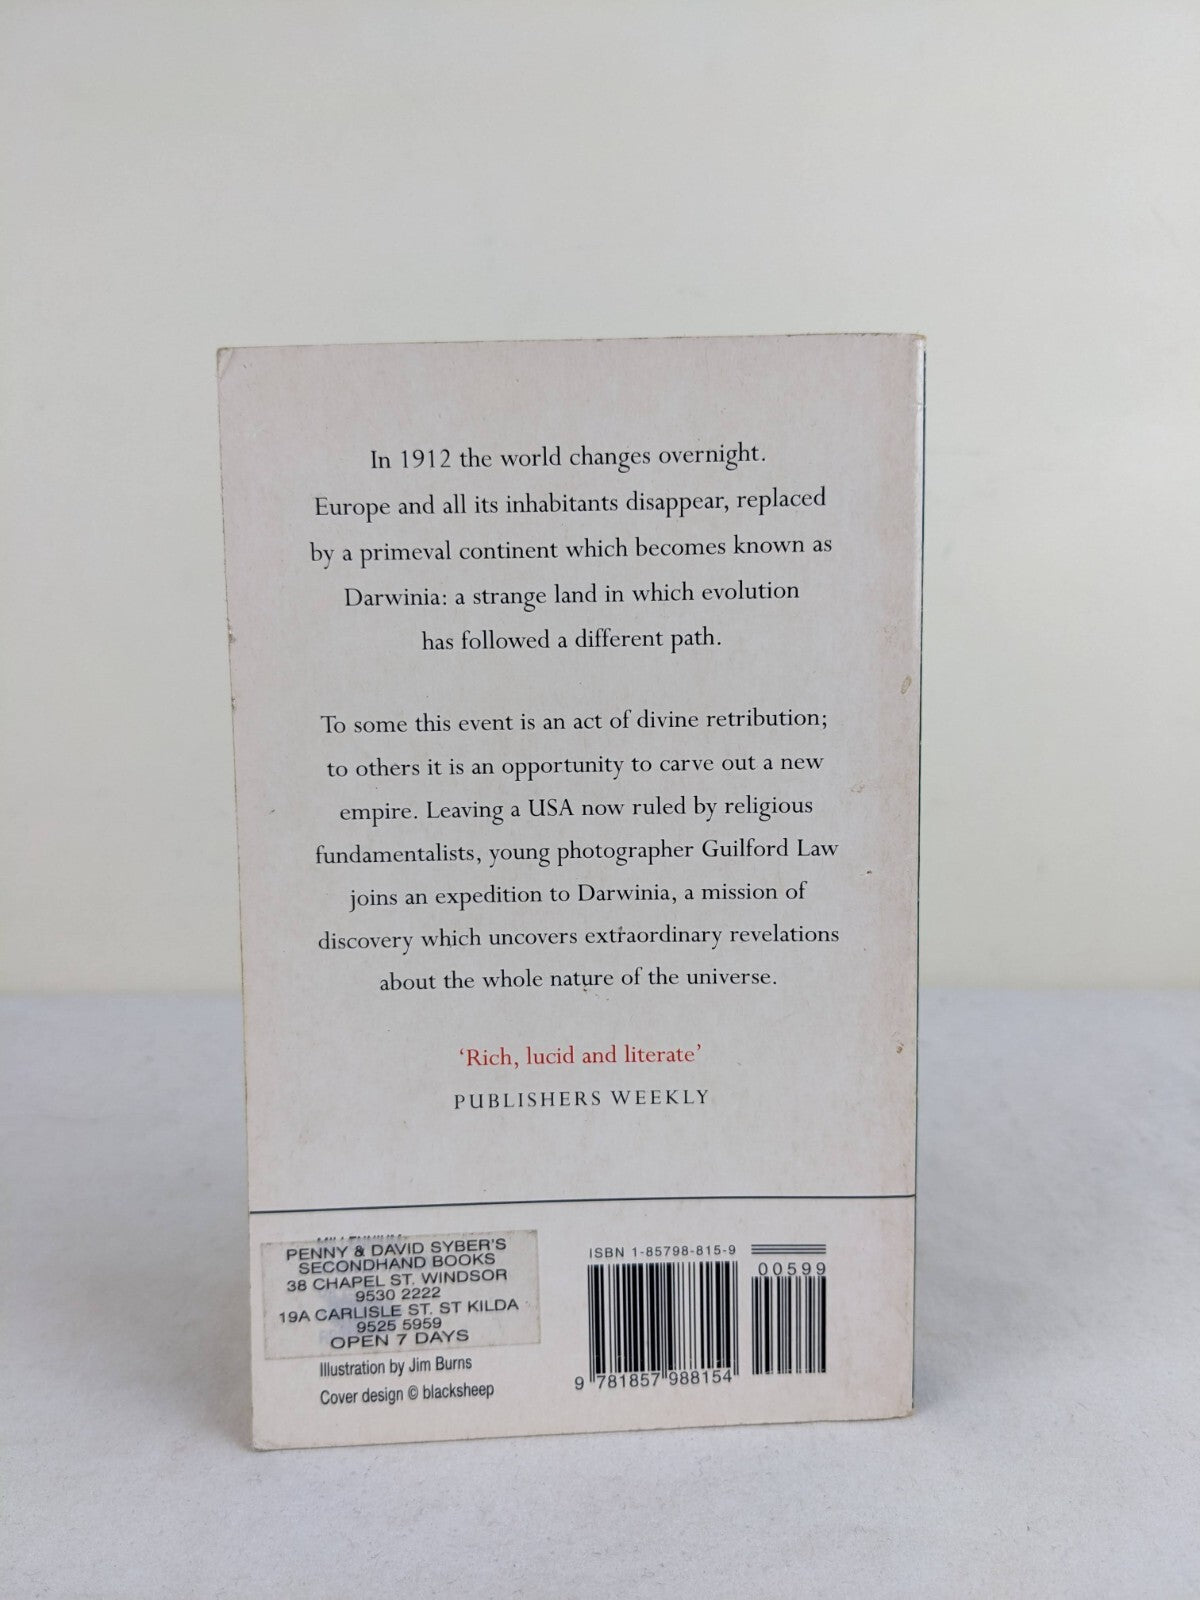 In 1912 the world changes overnight.
Europe and all its inhabitants disappear, replaced
by a primeval continent which becomes known as
Darwinia: a strange land in which evolution
has followed a different path.
To some this event is an act of divine retribution;
to others it is an opportunity to carve out a new
empire. Leaving a USA now ruled by religious
fundamentalists, young photographer Guilford Law
joins an expedition to Darwinia, a mission of
discovery which uncovers extraordinary revelations
about the whole nature of the universe.
‘Rich, lucid and literate’
PUBLISHERS WEEKLY
PENNY & DAVID SYBER'S
SECONDHAND BOOKS
38 CHAPEL ST. WINDSOR
9530 2222
19A CARLISLE ST. ST KILDA
9525 5959
OPEN 7 DAYS
Illustration by Jim Burns
Cover design © blacksheep
ISBN 1-85798-815-9
00599
9 781857 988154